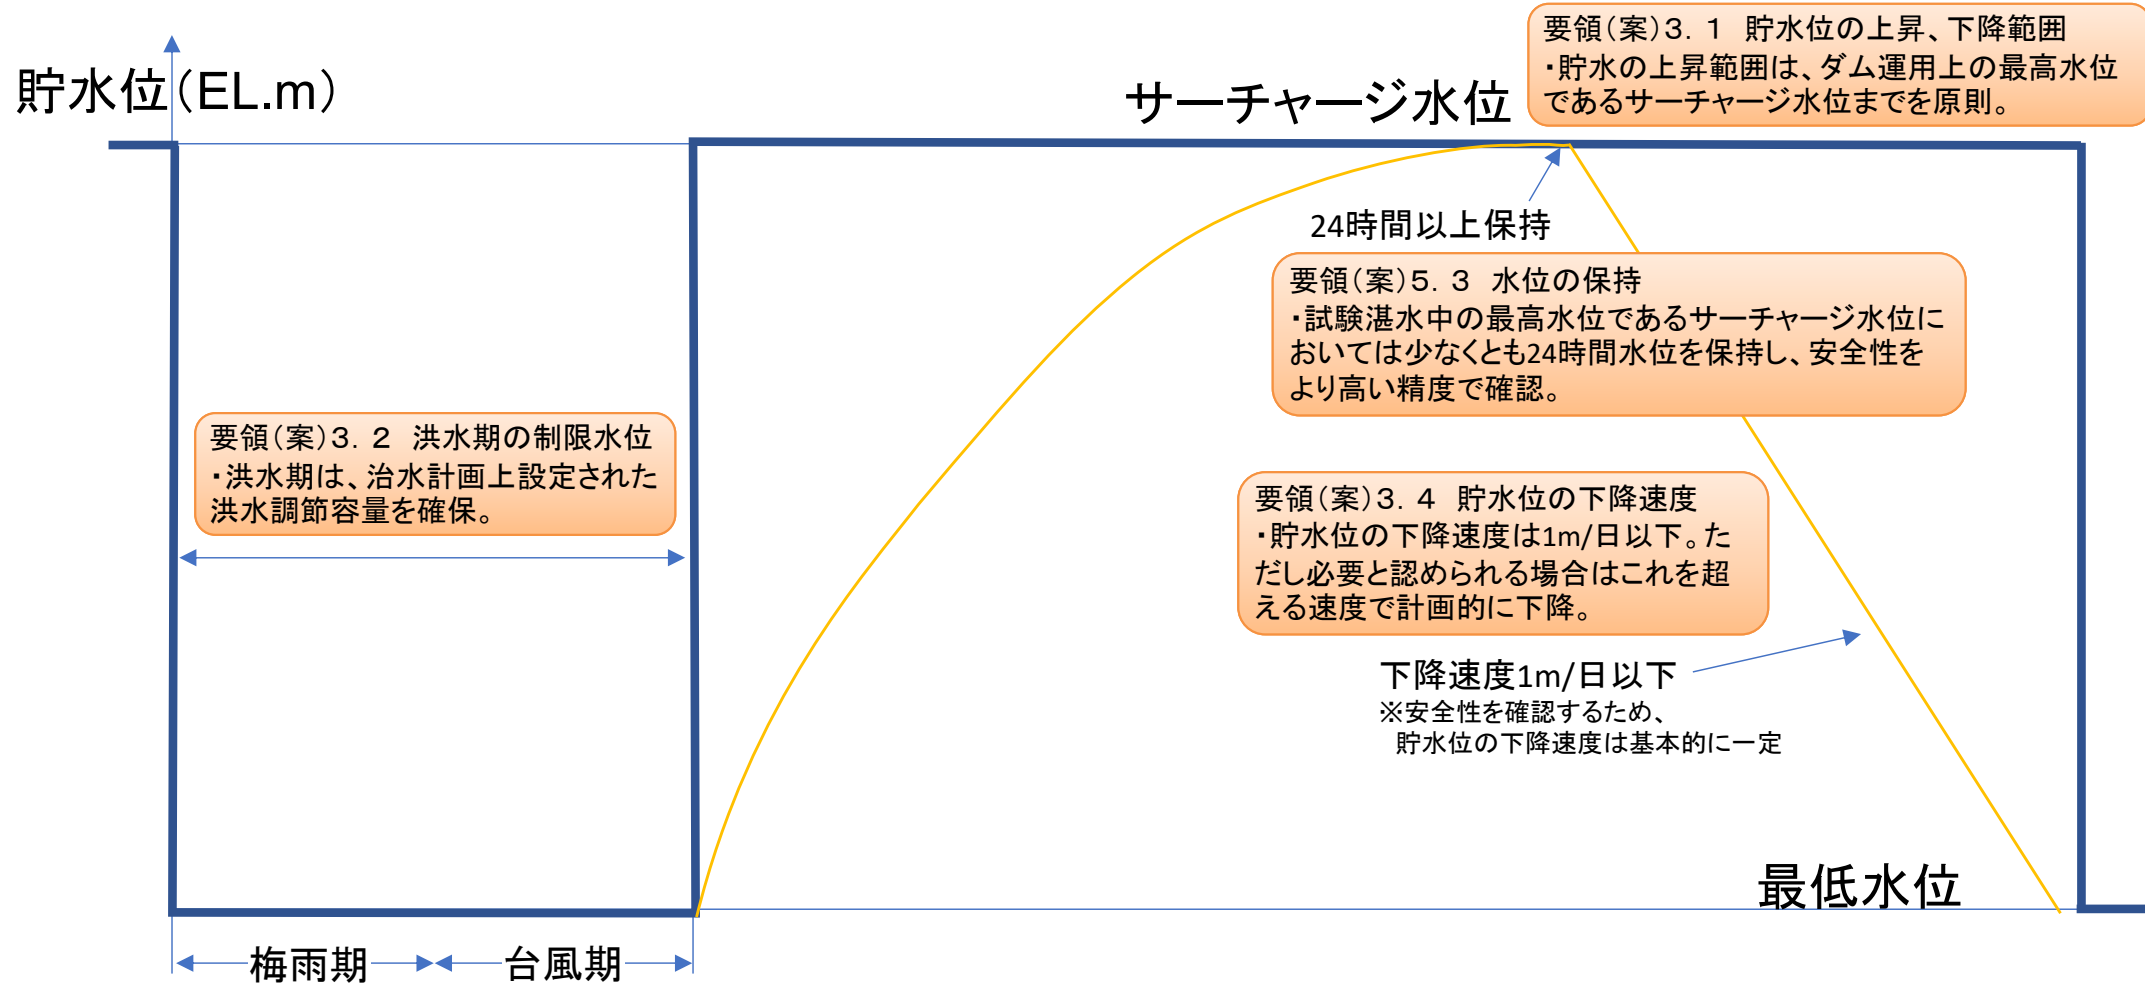 貯水位(EL.m)
サーチャージ水位
要領(案)3.1 貯水位の上昇、下降範囲
・貯水の上昇範囲は、ダム運用上の最高水位
であるサーチャージ水位までを原則。
24時間以上保持
要領(案)5.3 水位の保持
・試験湛水中の最高水位であるサーチャージ水位に
おいては少なくとも24時間水位を保持し、安全性を
より高い精度で確認。
要領(案)3.2 洪水期の制限水位
・洪水期は、治水計画上設定された
洪水調節容量を確保。
要領(案)3.4 貯水位の下降速度
・貯水位の下降速度は1m/日以下。た
だし必要と認められる場合はこれを超
える速度で計画的に下降。
下降速度1m/日以下
※安全性を確認するため、
貯水位の下降速度は基本的に一定
最低水位
梅雨期
台風期